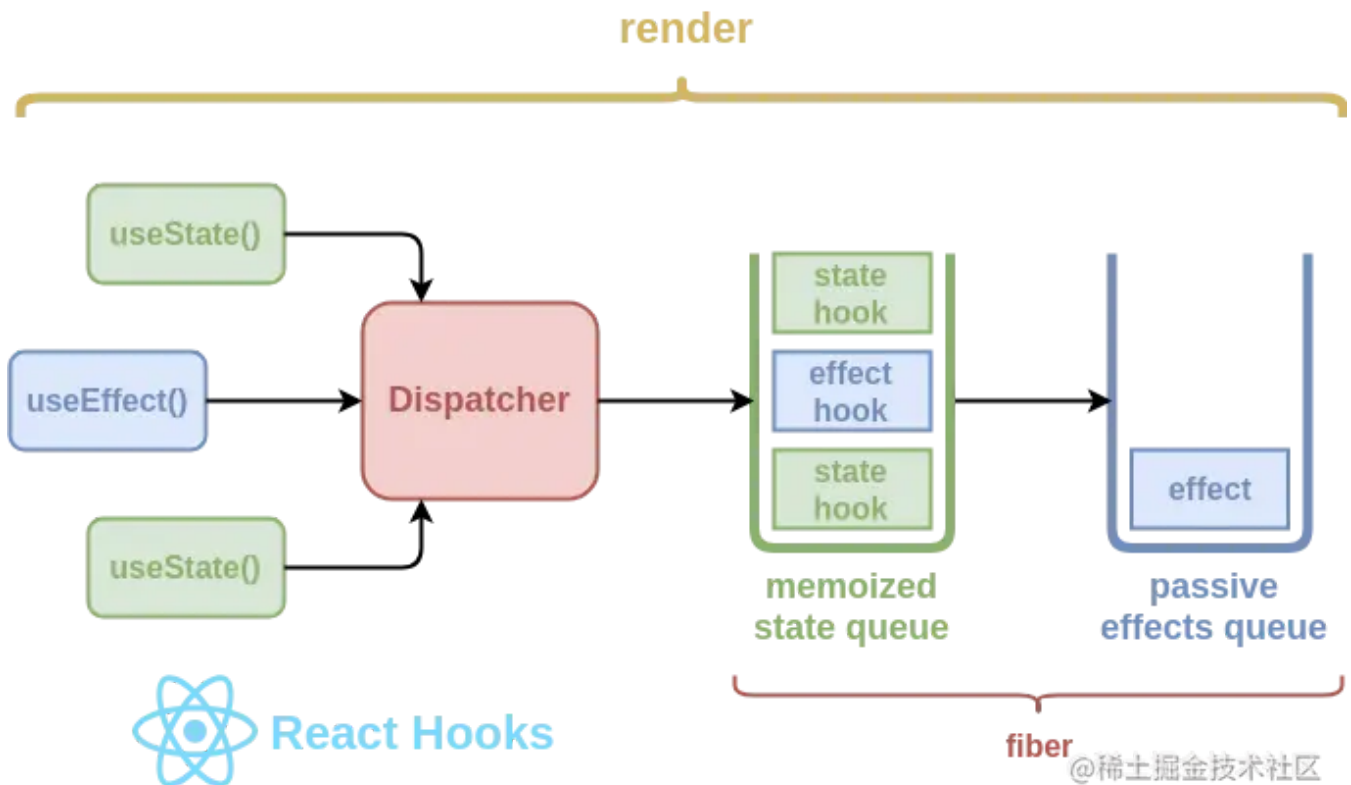 render
useState()
useEffect()
useState()
Dispatcher
state
hook
effect
hook
state
hook
effect
memoized
state queue
passive
effects queue
React Hooks
fiber
@稀土掘金技术社区